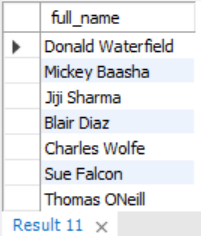 full_name
Donald Waterfield
Mickey Baasha
Jiji Sharma
Blair Diaz
Charles Wolfe
Sue Falcon
Thomas ONeill
Result 11 ×